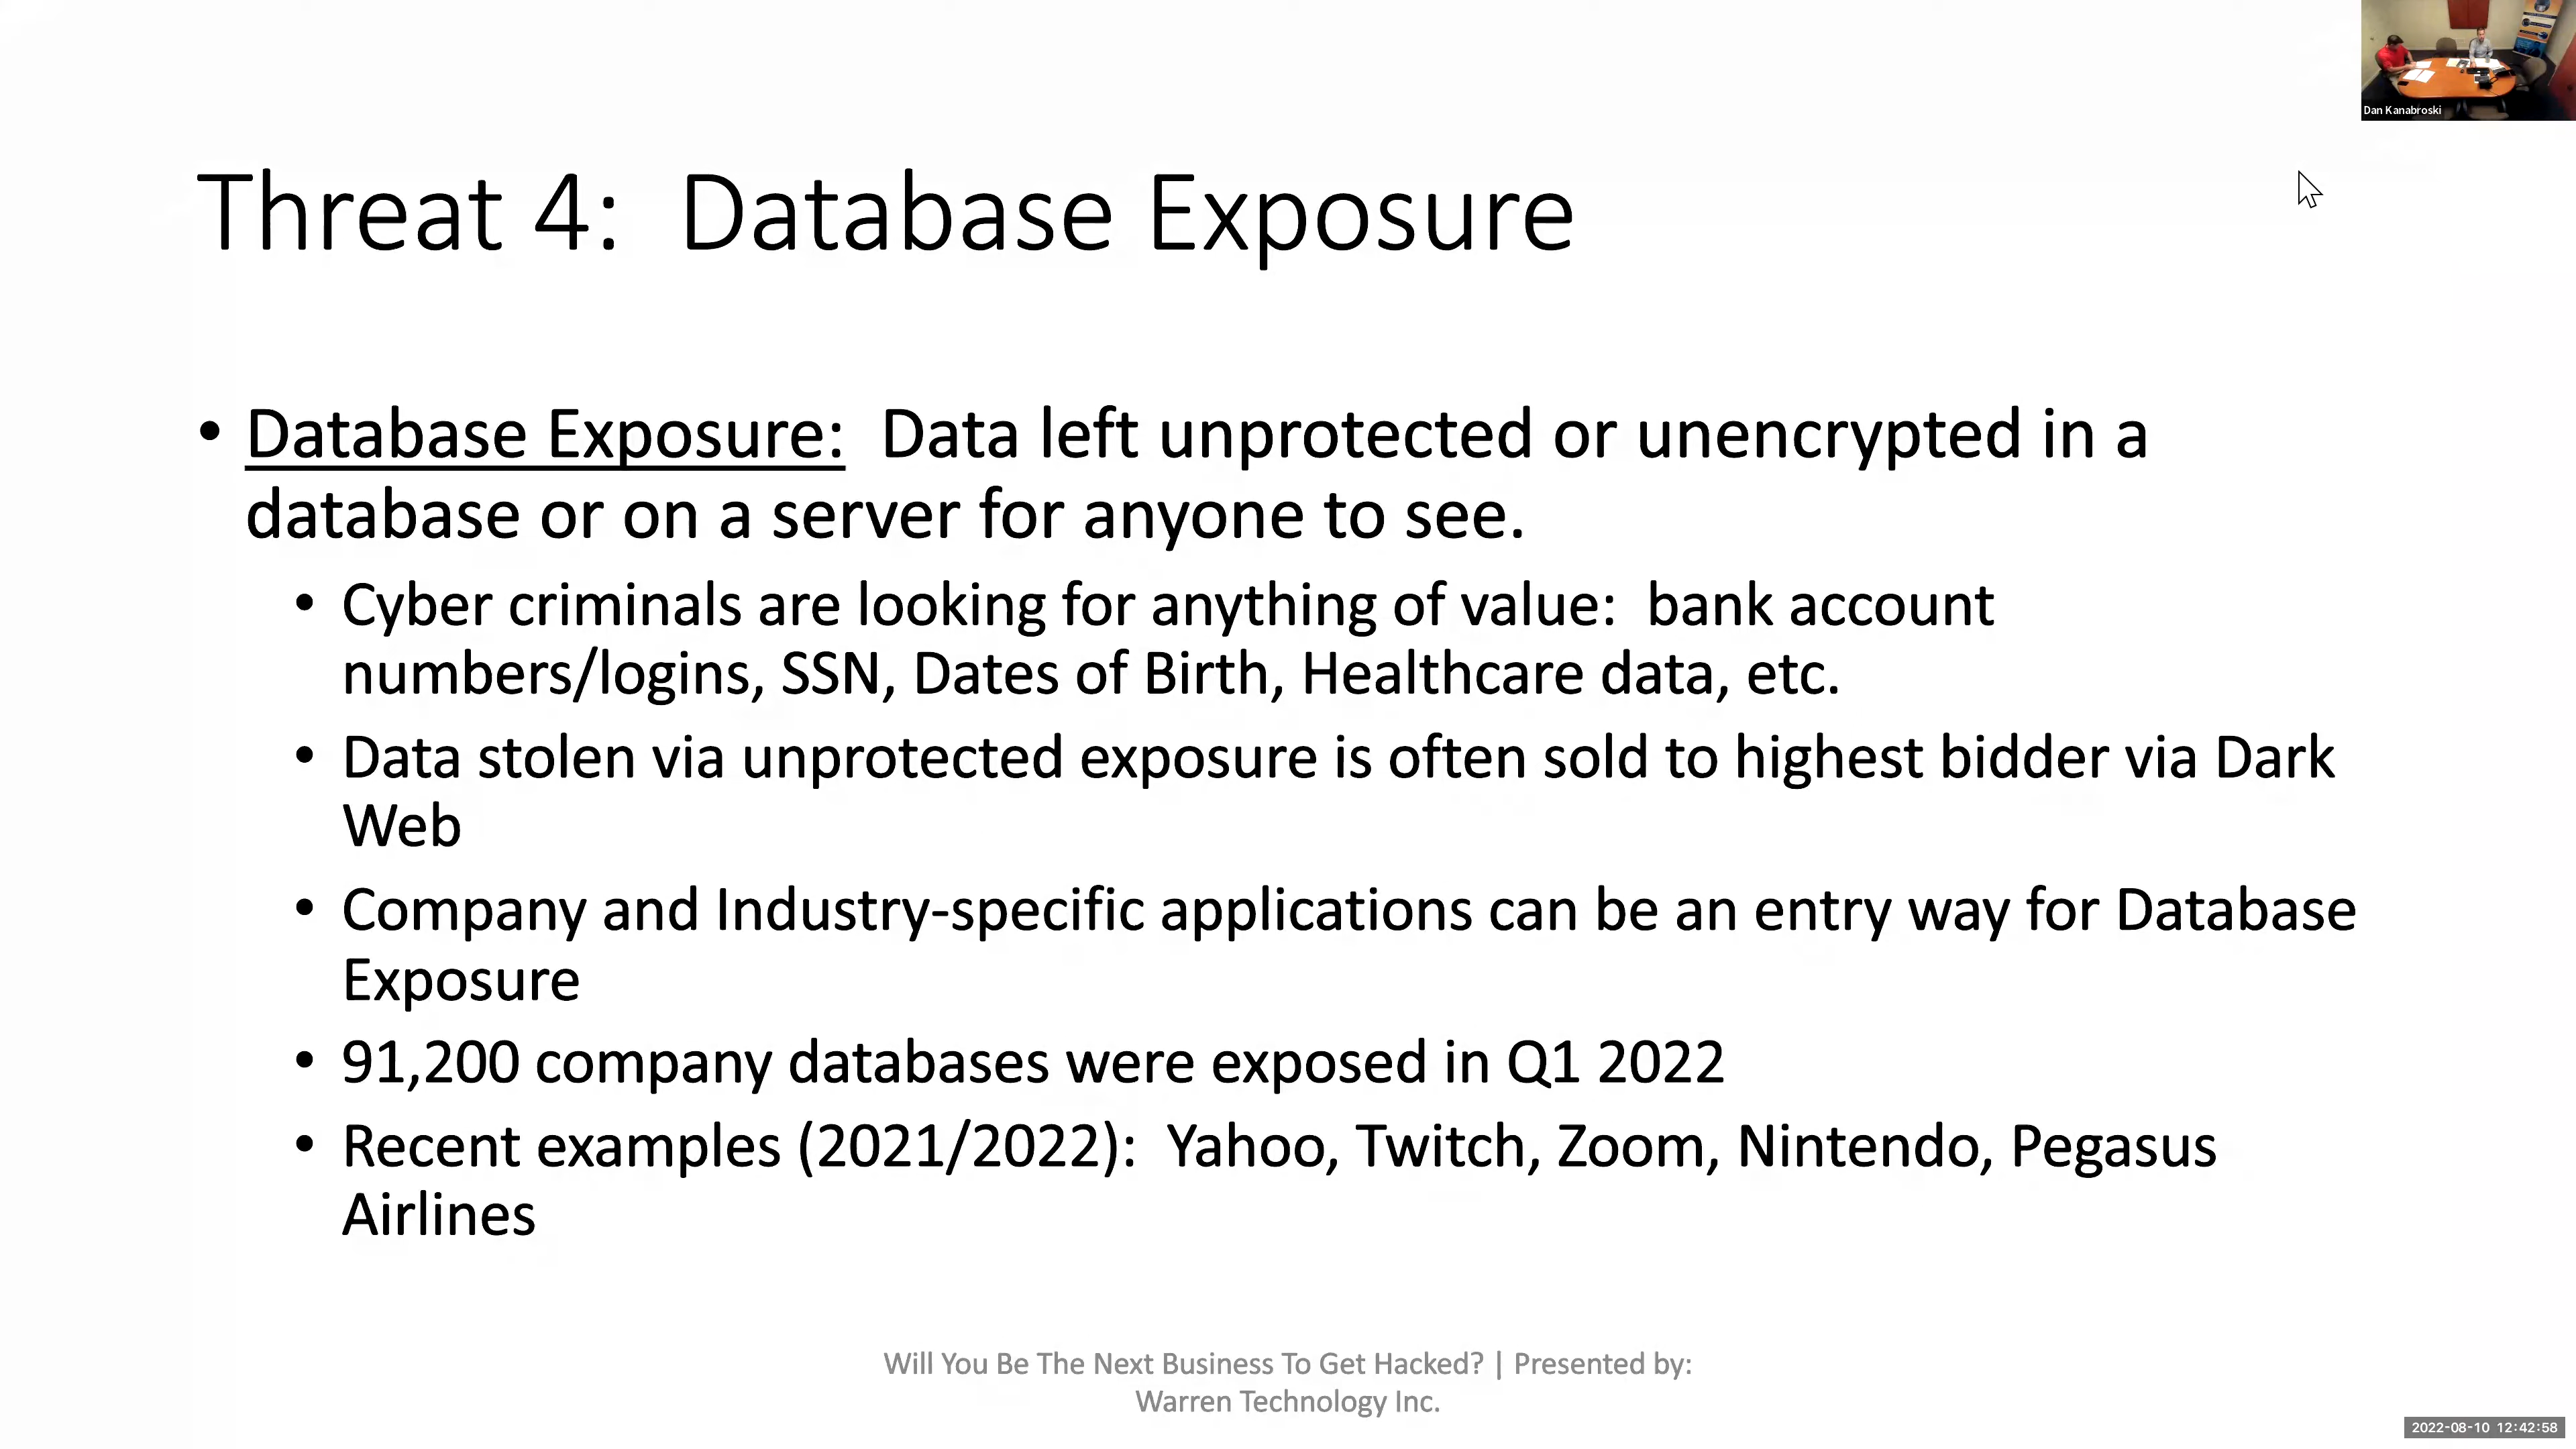 Dan Kanabroski
Threat 4:  Database Exposure
• Database Exposure:  Data left unprotected or unencrypted in a
database or on a server for anyone to see.
• Cyber criminals are looking for anything of value:  bank account
numbers/logins, SSN, Dates of Birth, Healthcare data, etc.
• Data stolen via unprotected exposure is often sold to highest bidder via Dark
Web
• Company and Industry-specific applications can be an entry way for Database
Exposure
• 91,200 company databases were exposed in Q1 2022
• Recent examples (2021/2022):  Yahoo, Twitch, Zoom, Nintendo, Pegasus
Airlines
Will You Be The Next Business To Get Hacked? | Presented by:
Warren Technology Inc.
2022-08-10 12:42:58